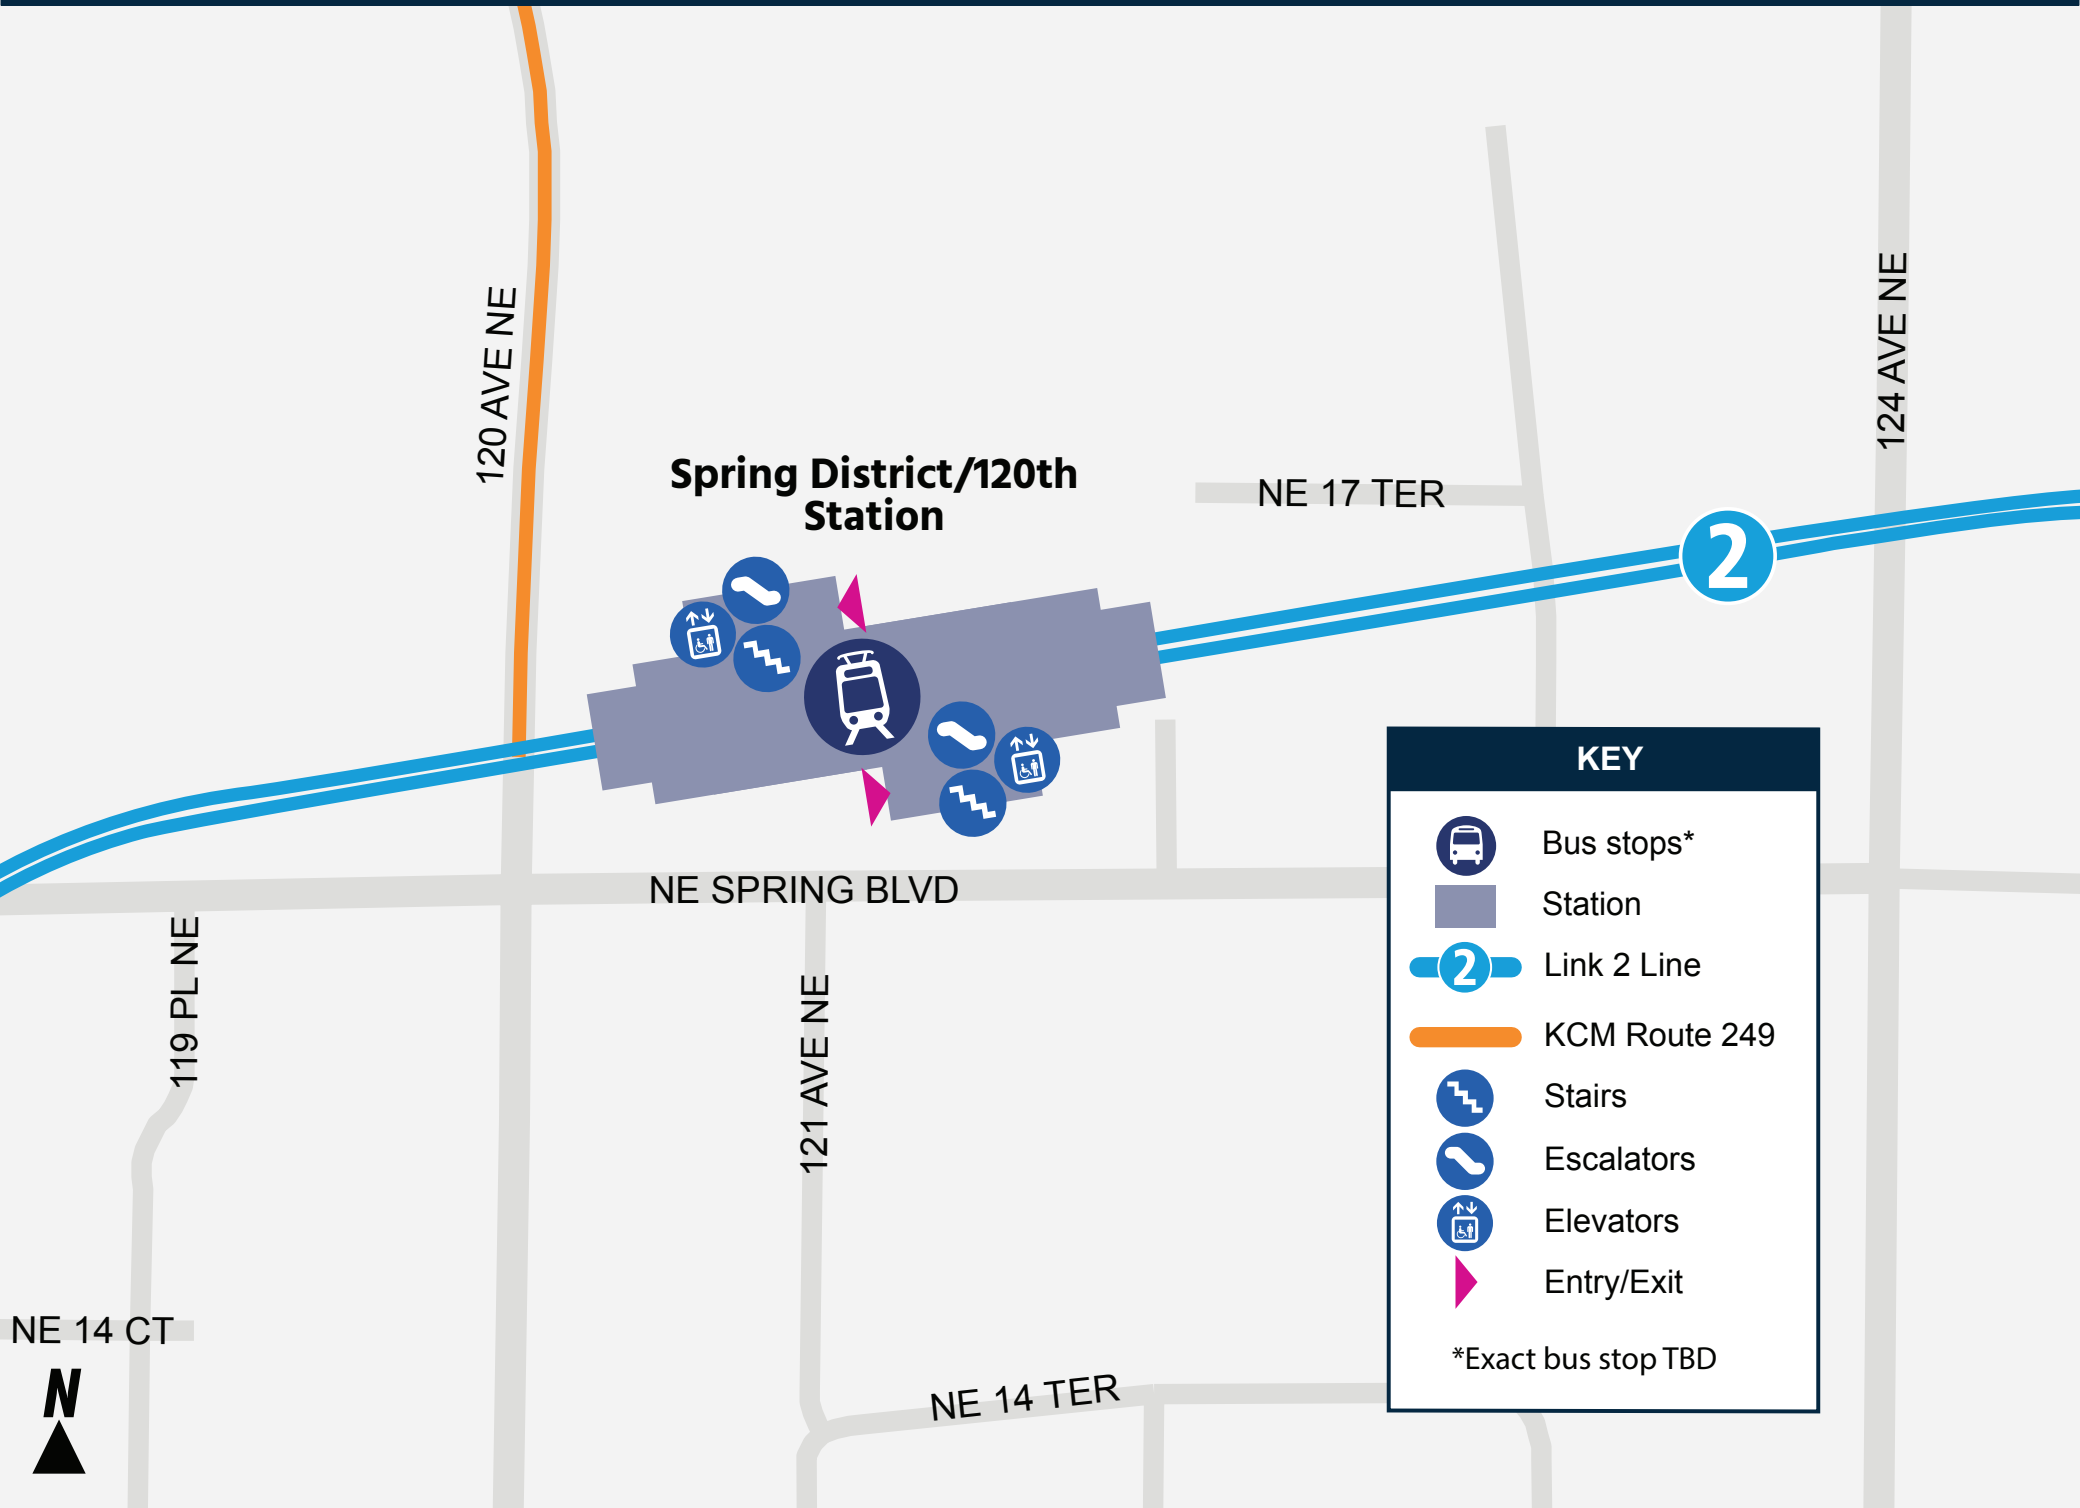 120 AVE NE
124 AVE NE
Spring District/120th
Station
NE 17 TER
2
NE SPRING BLVD
119 PL NE
121 AVE NE
NE 14 CT
N
NE 14 TER
KEY
Bus stops*
Station
2
Link 2 Line
KCM Route 249
Stairs
Escalators
Elevators
Entry/Exit
*Exact bus stop TBD